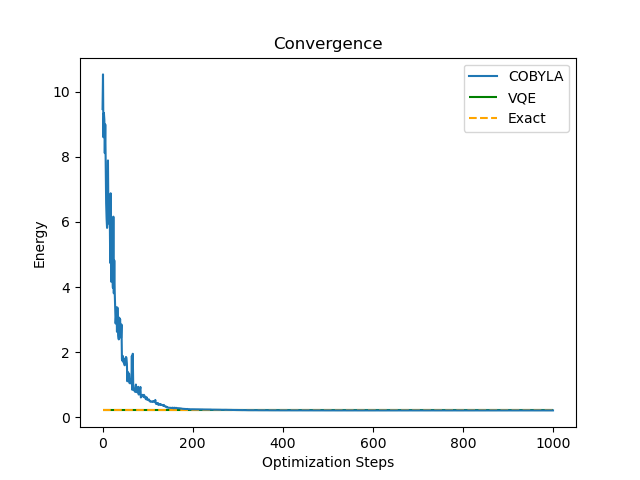 Convergence
COBYLA
VQE
Exact
Energy
10
8
6
4
2
0
0 200 400 600 800 1000
Optimization Steps